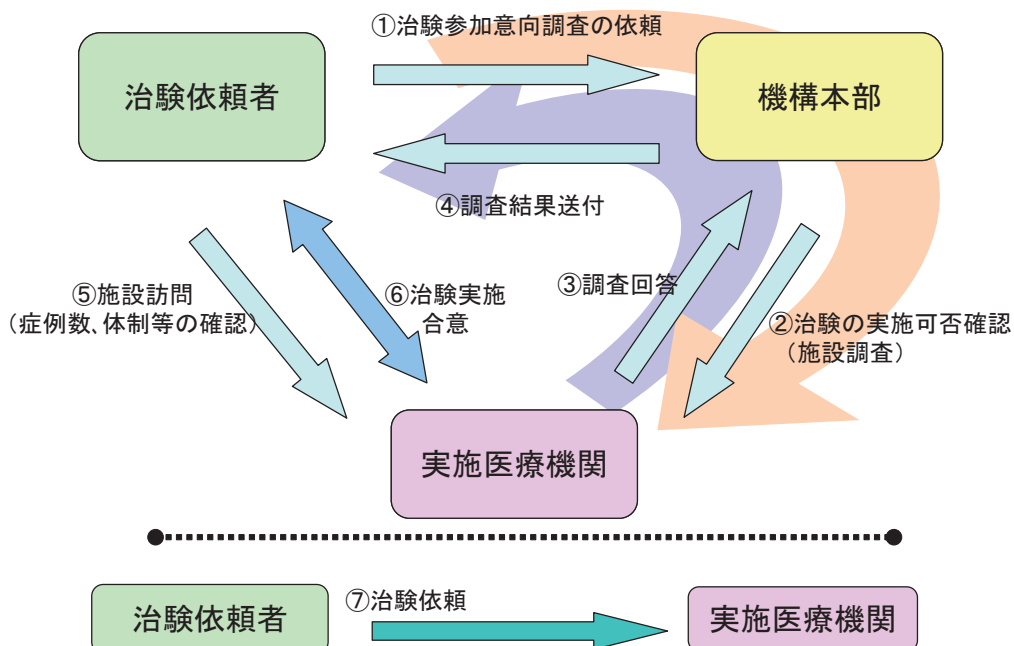 ①治験参加意向調査の依頼
治験依頼者
機構本部
④調査結果送付
③調査回答
⑤施設訪問
(症例数、体制等の確認)
⑥治験実施
合意
②治験の実施可否確認
(施設調査)
実施医療機関
⑦治験依頼
治験依頼者
実施医療機関